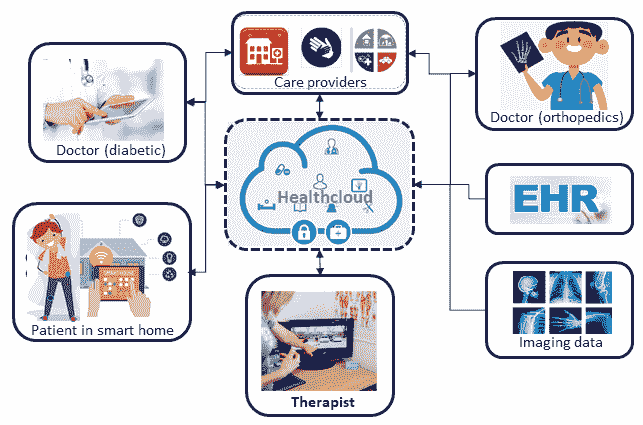 Care providers
Doctor (diabetic)
Doctor (orthopedics)
Healthcloud
EHR
Patient in smart home
Imaging data
Therapist